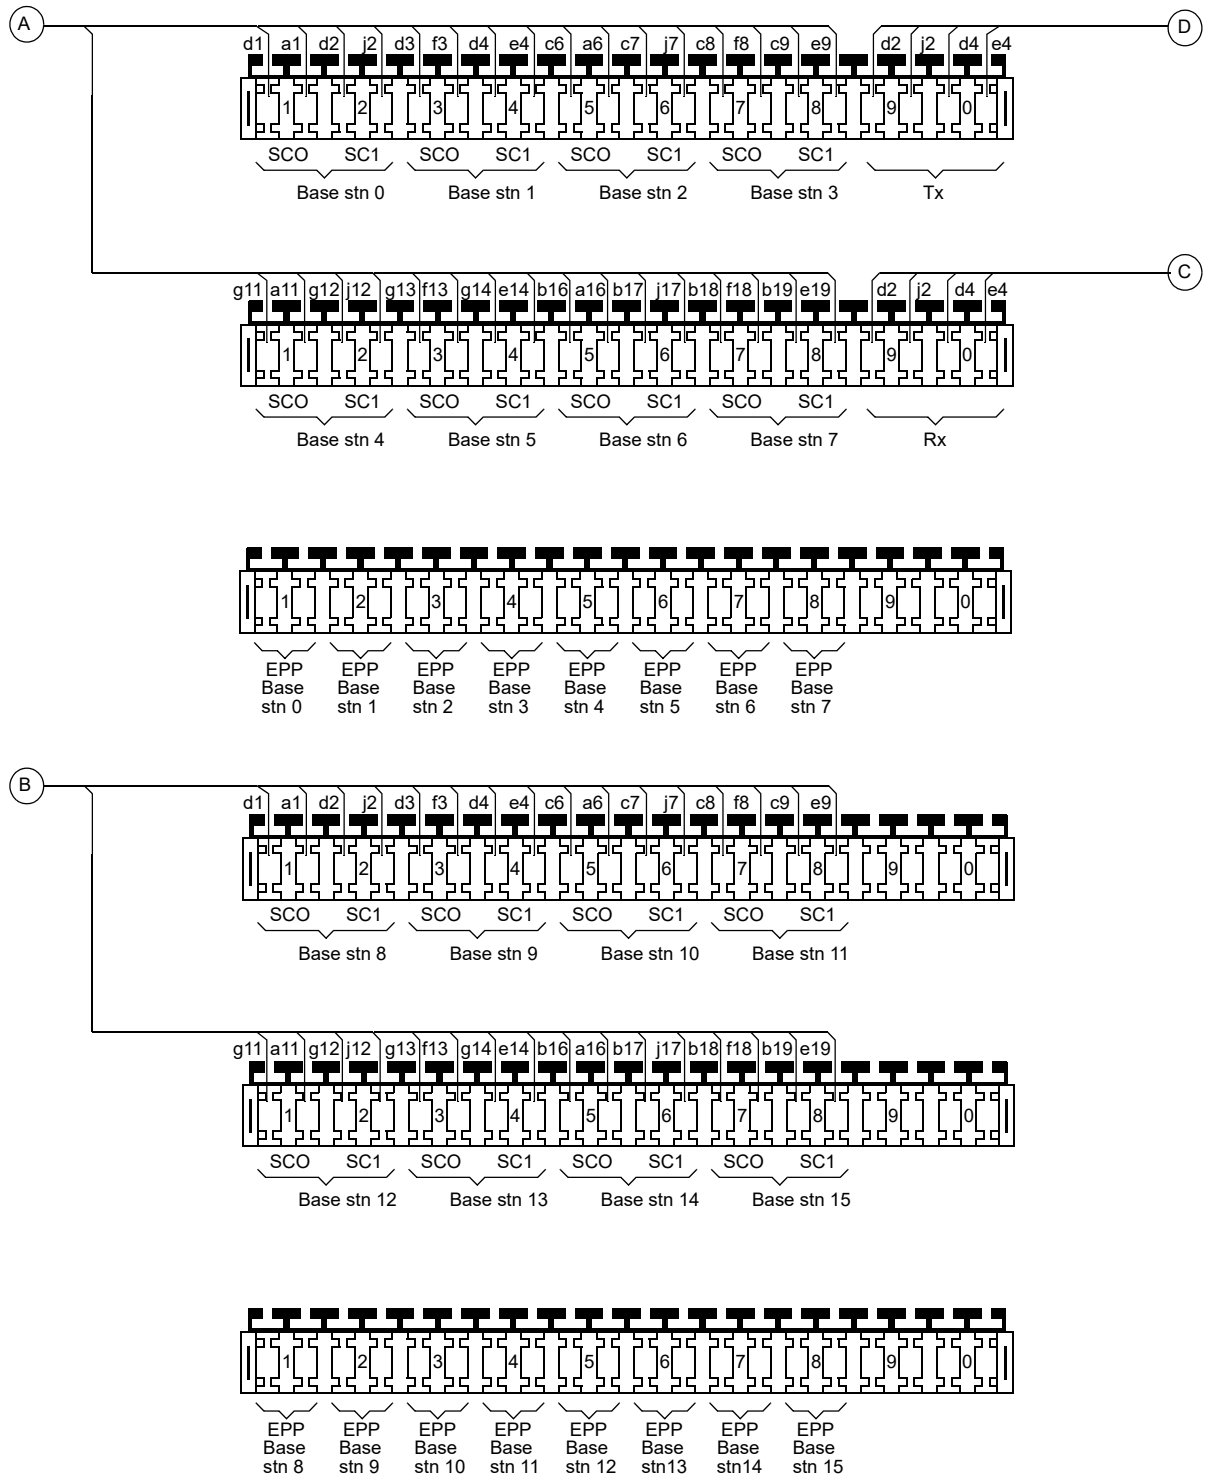 A
D
d1 a1 d2 j2 d3 f3 d4 e4 c6 a6 c7 j7 c8 f8 c9 e9 d2 j2 d4 e4
1 2 3 4 5 6 7 8 9 0
SCO SC1 SCO SC1 SCO SC1 SCO SC1
Base stn 0 Base stn 1 Base stn 2 Base stn 3 Tx
C
g11 a11 g12 j12 g13 f13 g14 e14 b16 a16 b17 j17 b18 f18 b19 e19 d2 j2 d4 e4
1 2 3 4 5 6 7 8 9 0
SCO SC1 SCO SC1 SCO SC1 SCO SC1
Base stn 4 Base stn 5 Base stn 6 Base stn 7 Rx
1 2 3 4 5 6 7 8 9 0
EPP EPP EPP EPP EPP EPP EPP EPP
Base Base Base Base Base Base Base Base
stn 0 stn 1 stn 2 stn 3 stn 4 stn 5 stn 6 stn 7
B
d1 a1 d2 j2 d3 f3 d4 e4 c6 a6 c7 j7 c8 f8 c9 e9
1 2 3 4 5 6 7 8 9 0
SCO SC1 SCO SC1 SCO SC1 SCO SC1
Base stn 8 Base stn 9 Base stn 10 Base stn 11
g11 a11 g12 j12 g13 f13 g14 e14 b16 a16 b17 j17 b18 f18 b19 e19
1 2 3 4 5 6 7 8 9 0
SCO SC1 SCO SC1 SCO SC1 SCO SC1
Base stn 12 Base stn 13 Base stn 14 Base stn 15
1 2 3 4 5 6 7 8 9 0
EPP EPP EPP EPP EPP EPP EPP EPP
Base Base Base Base Base Base Base Base
stn 8 stn 9 stn 10 stn 11 stn 12 stn13 stn14 stn 15